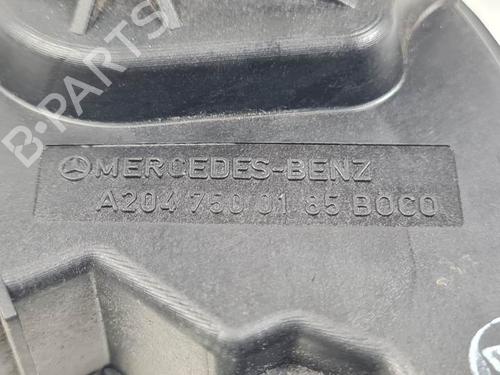 B-PARTS
MERCEDES-BENZ
A204 750 01 85 BOCO